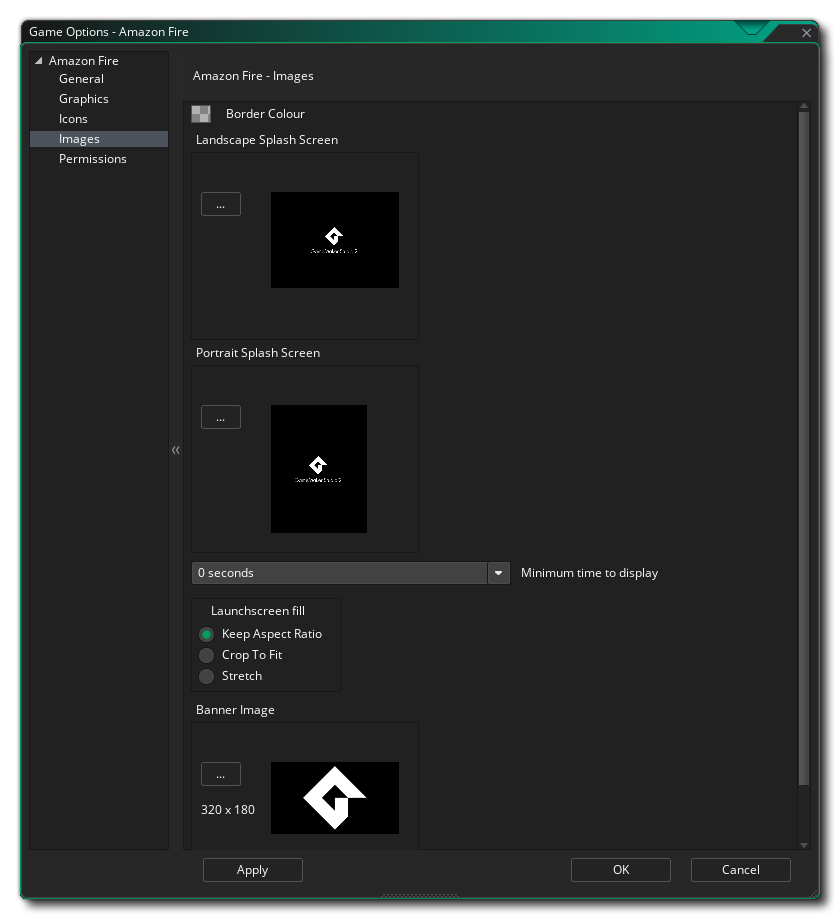 Game Options - Amazon Fire
Amazon Fire
General
Graphics
Icons
Images
Permissions
Amazon Fire - Images
Border Colour
Landscape Splash Screen
...
Portrait Splash Screen
...
0 seconds
Minimum time to display
Launchscreen fill
Keep Aspect Ratio
Crop To Fit
Stretch
Banner Image
...
320 x 180
Apply
OK
Cancel